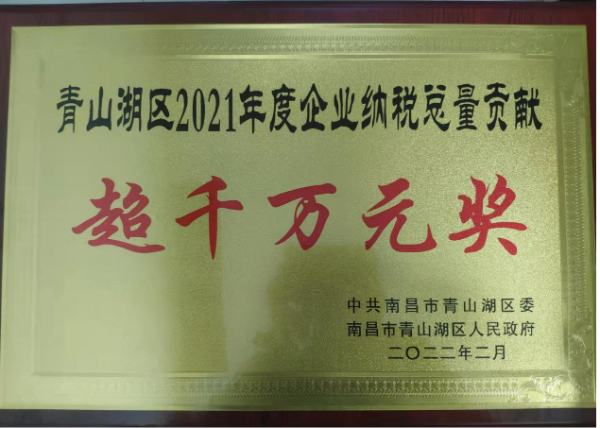 青山湖区2021年度企业纳税总量贡献
超千万元奖
中共南昌市青山湖区委
南昌市青山湖区人民政府
二〇二二年二月